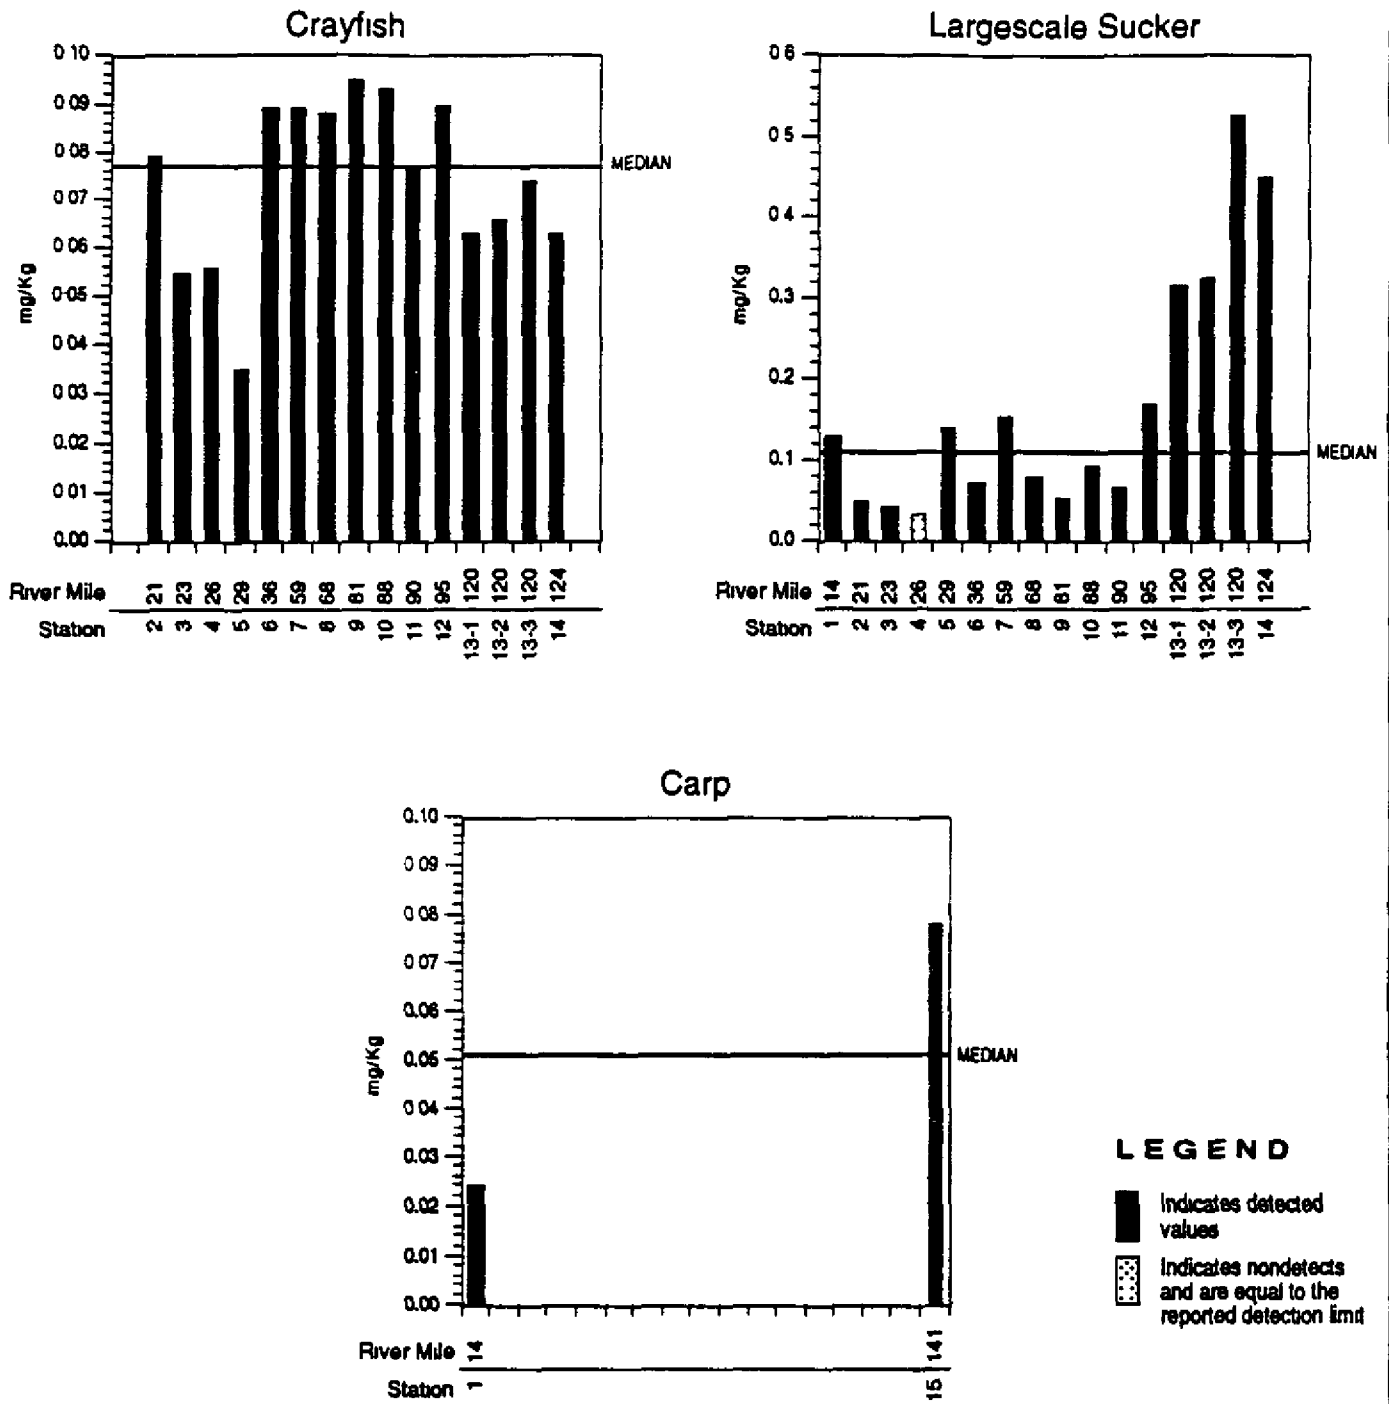 Crayfish
0 10
0 09
0 08
0 07
0 06
0 05
0 04
0 03
0 02
0 01
0.00
mg/Kg
MEDIAN
River Mile 21 23 26 29 36 59 68 81 88 90 95 120 120 120 124
Station 2 3 4 5 6 7 8 9 10 11 12 13-1 13-2 13-3 14
Largescale Sucker
0 6
0 5
0 4
0.3
0.2
0.1
0.0
mg/Kg
MEDIAN
River Mile 14 21 23 26 29 36 59 68 81 88 90 95 120 120 120 124
Station 1 2 3 4 5 6 7 8 9 10 11 12 13-1 13-2 13-3 14
Carp
0.10
0.09
0.08
0.07
0.06
0.05
0.04
0.03
0.02
0.01
0.00
mg/Kg
MEDIAN
River Mile 14 141
Station 1 15
LEGEND
Indicates detected
values
Indicates nondetects
and are equal to the
reported detection limit